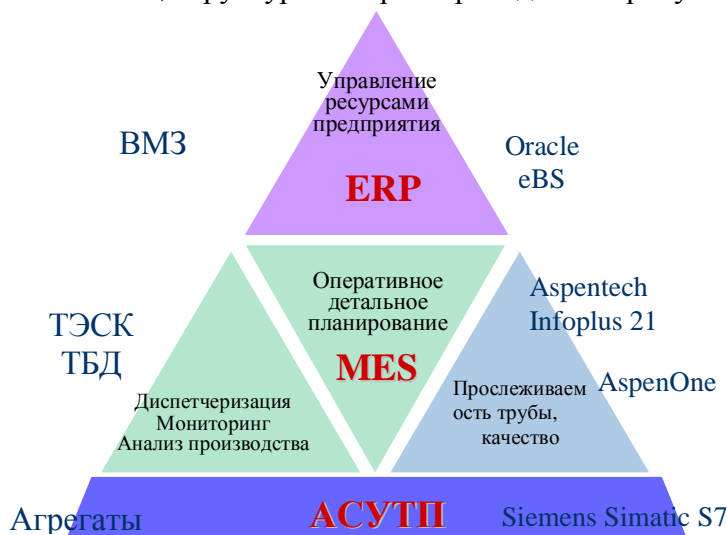 Управление
ресурсами
предприятия
ERP
ВМЗ
Oracle
eBS
Оперативное
детальное
планирование
MES
ТЭСК
ТБД
Диспетчеризация
Мониторинг
Анализ производства
Aspentech
Infoplus 21
AspenOne
Прослеживаем
ость трубы,
качество
Агрегаты
АСУТП
Siemens Simatic S7